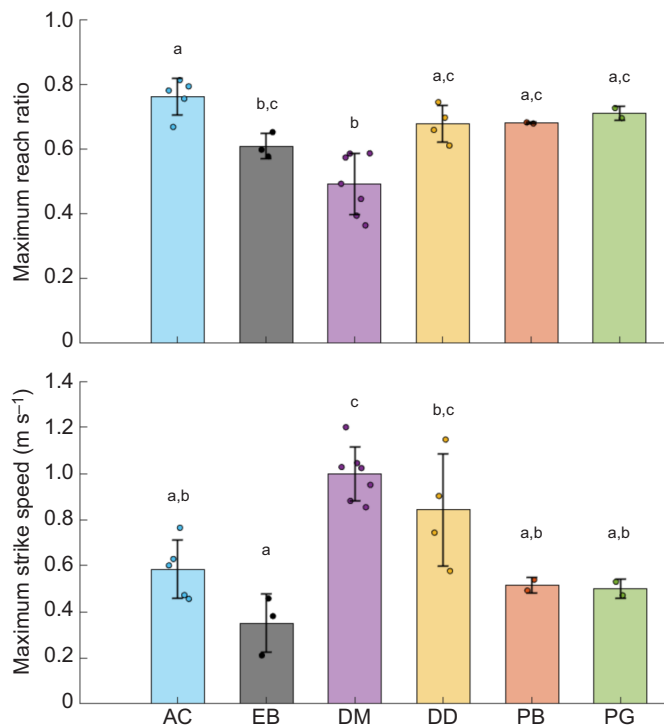 Maximum reach ratio
1.0
0.8
0.6
0.4
0.2
0
a
b,c
b
a,c
a,c
a,c
Maximum strike speed (m s⁻¹)
1.4
1.2
1.0
0.8
0.6
0.4
0.2
0
a,b
a
c
b,c
a,b
a,b
AC EB DM DD PB PG